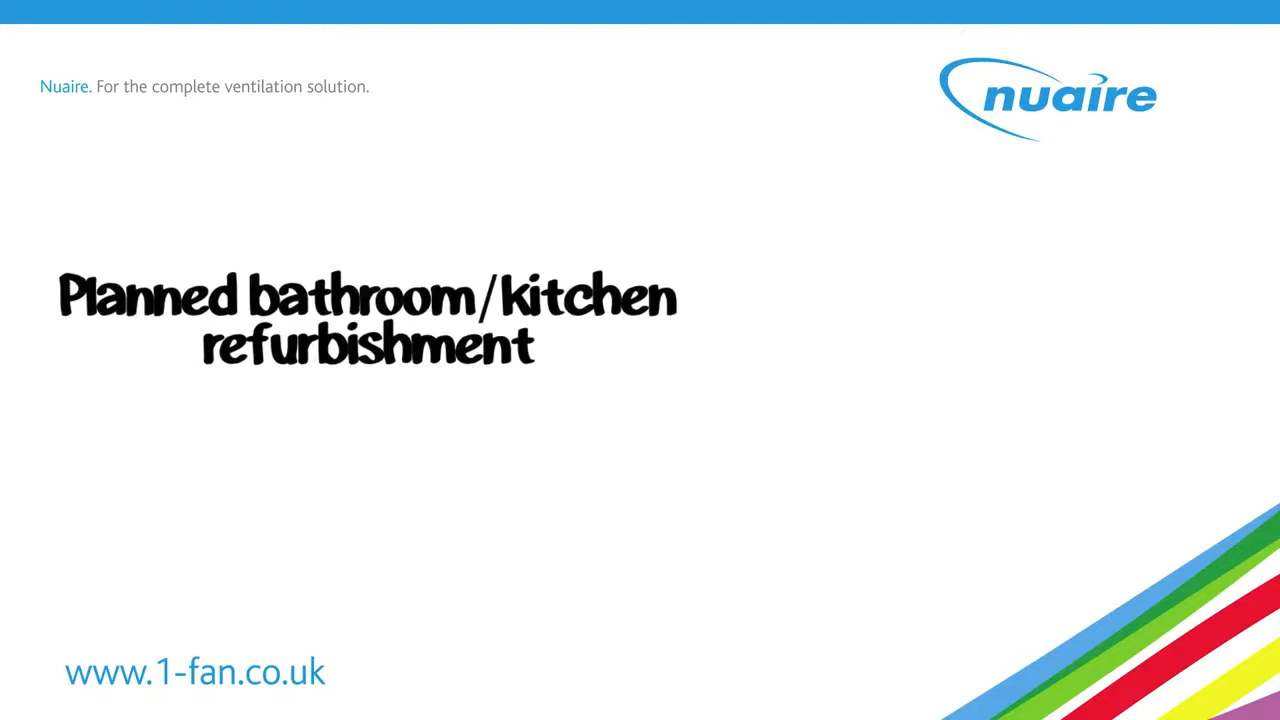 Nuaire. For the complete ventilation solution.
nuaire
Planned bathroom/kitchen
refurbishment
www.1-fan.co.uk